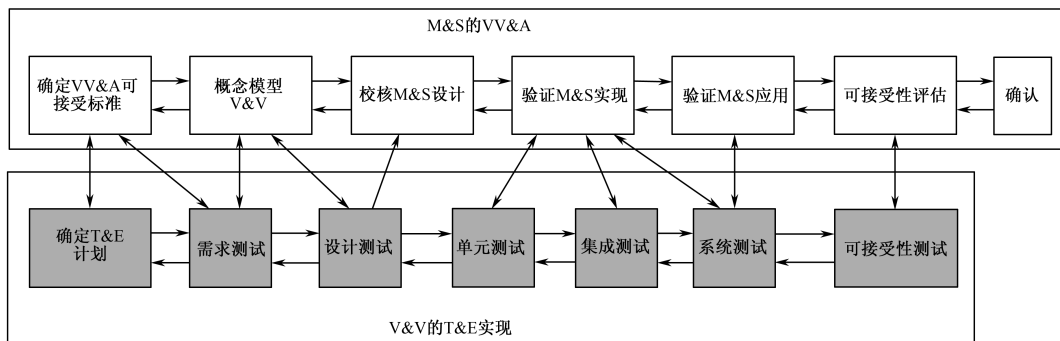 M&S的VV&A
确定VV&A可
接受标准
概念模型
V&V
校核M&S设计
验证M&S实现
验证M&S应用
可接受性评估
确认
确定T&E
计划
需求测试
设计测试
单元测试
集成测试
系统测试
可接受性测试
V&V的T&E实现